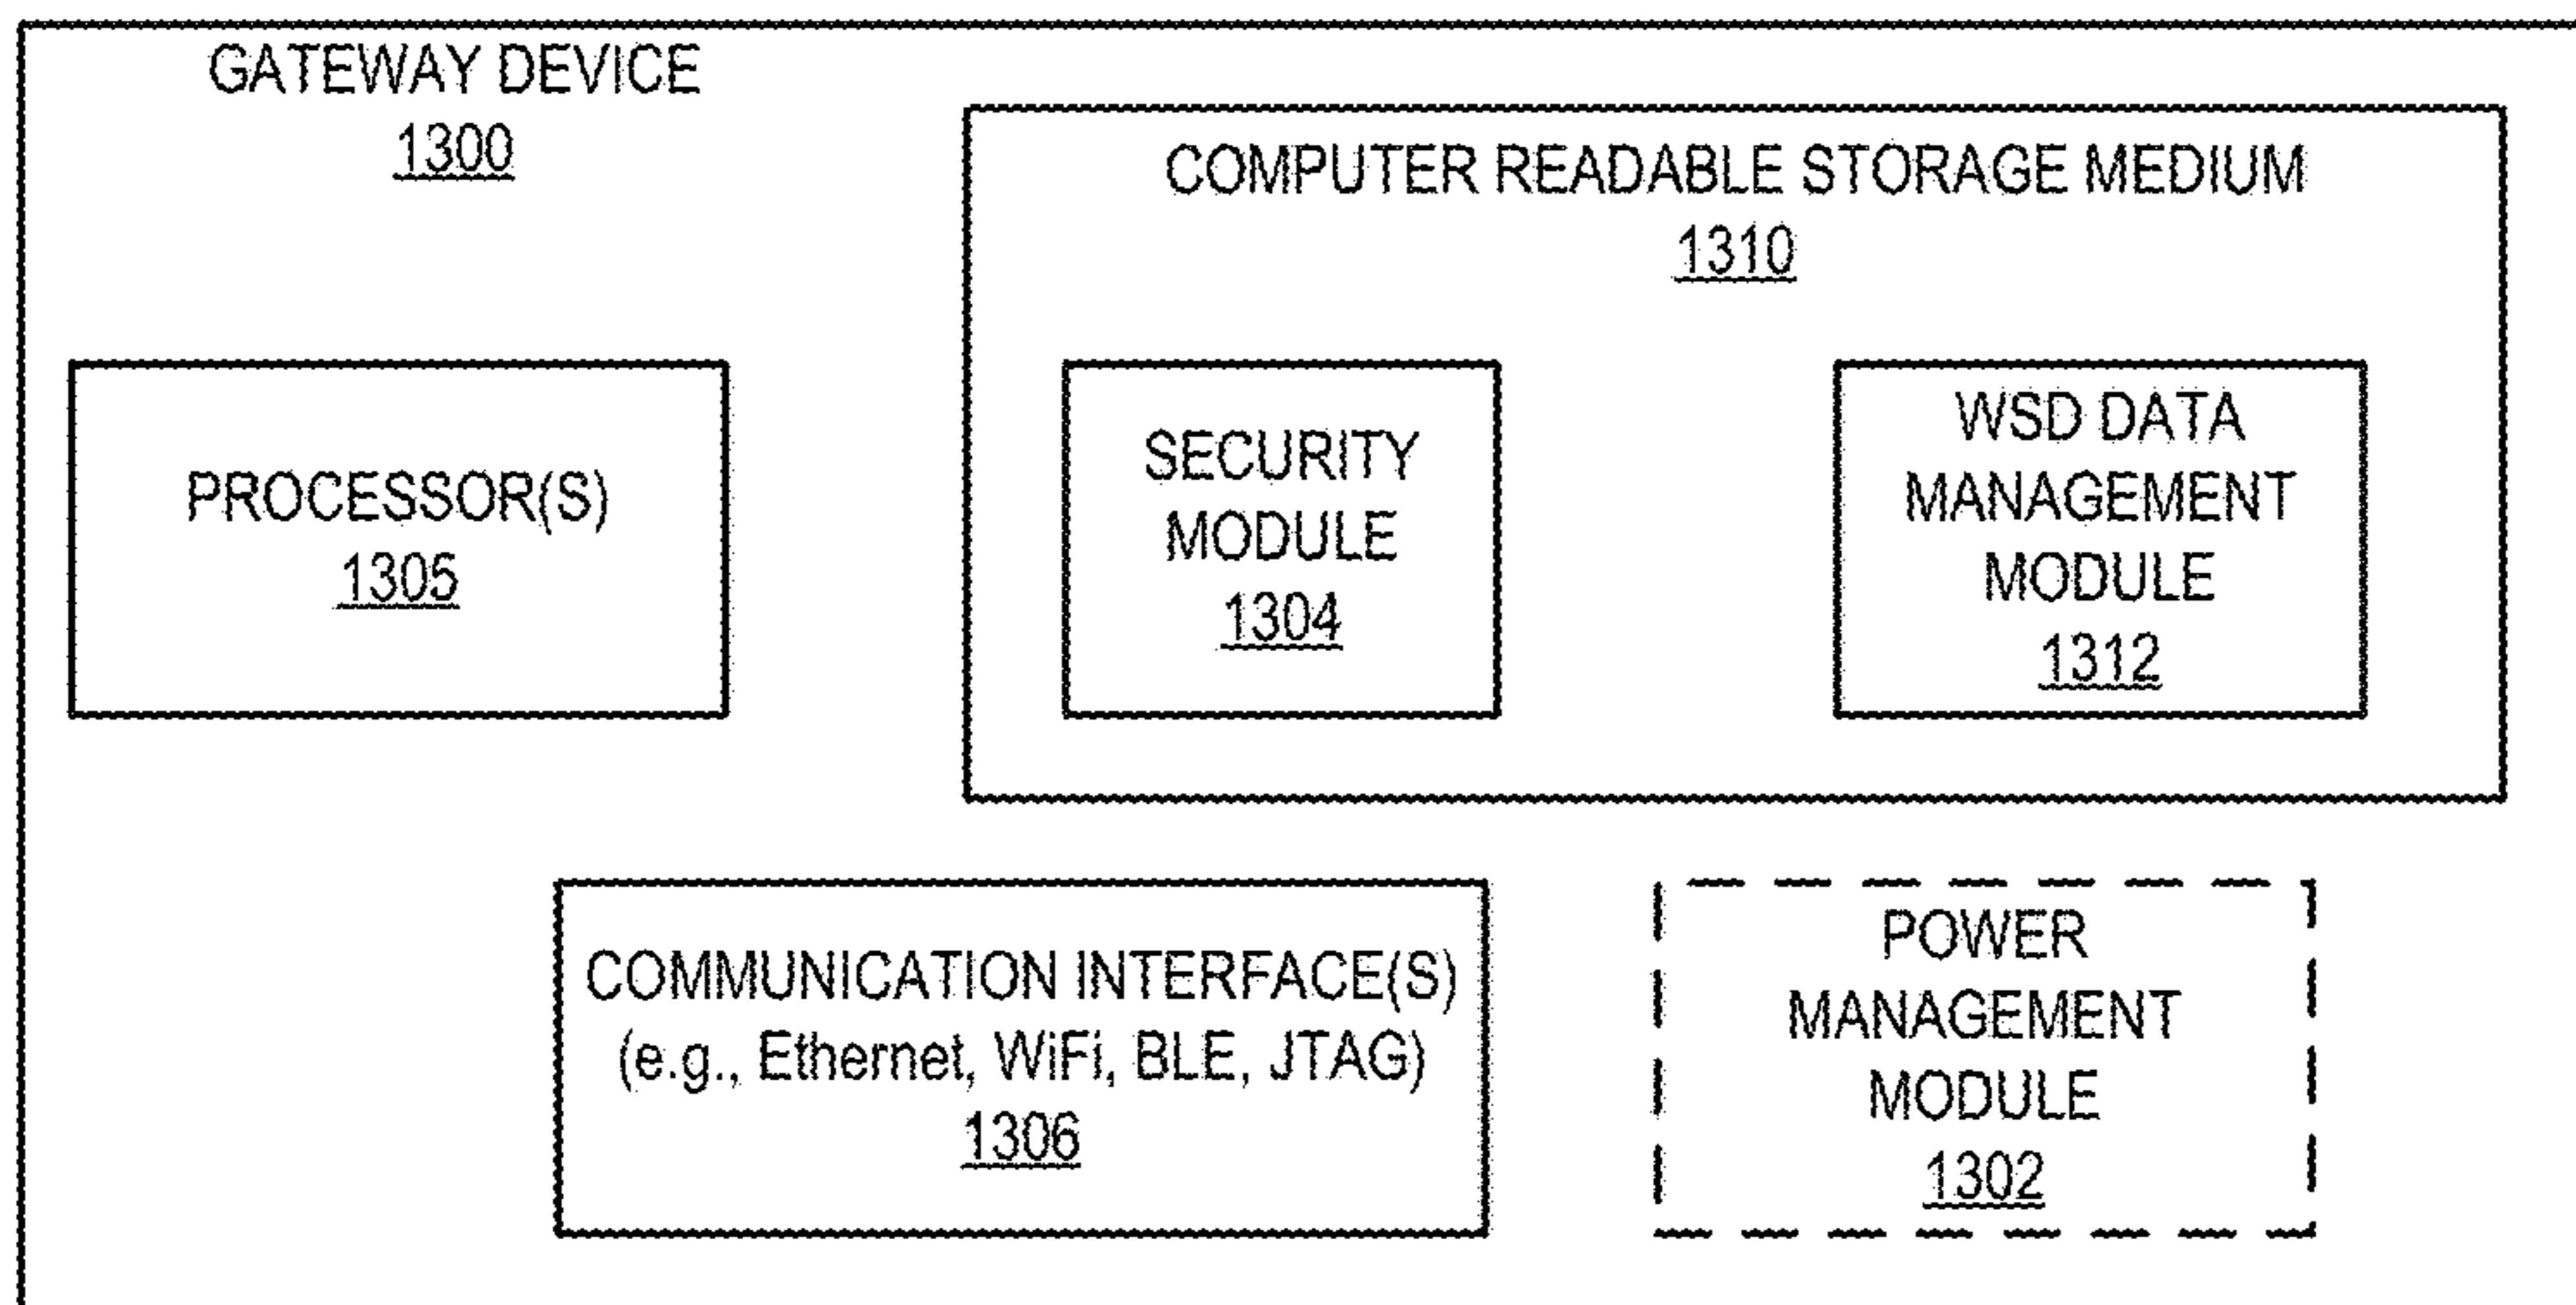 GATEWAY DEVICE
1300
COMPUTER READABLE STORAGE MEDIUM
1310
PROCESSOR(S)
1305
SECURITY
MODULE
1304
WSD DATA
MANAGEMENT
MODULE
1312
COMMUNICATION INTERFACE(S)
(e.g., Ethernet, WiFi, BLE, JTAG)
1306
POWER
MANAGEMENT
MODULE
1302